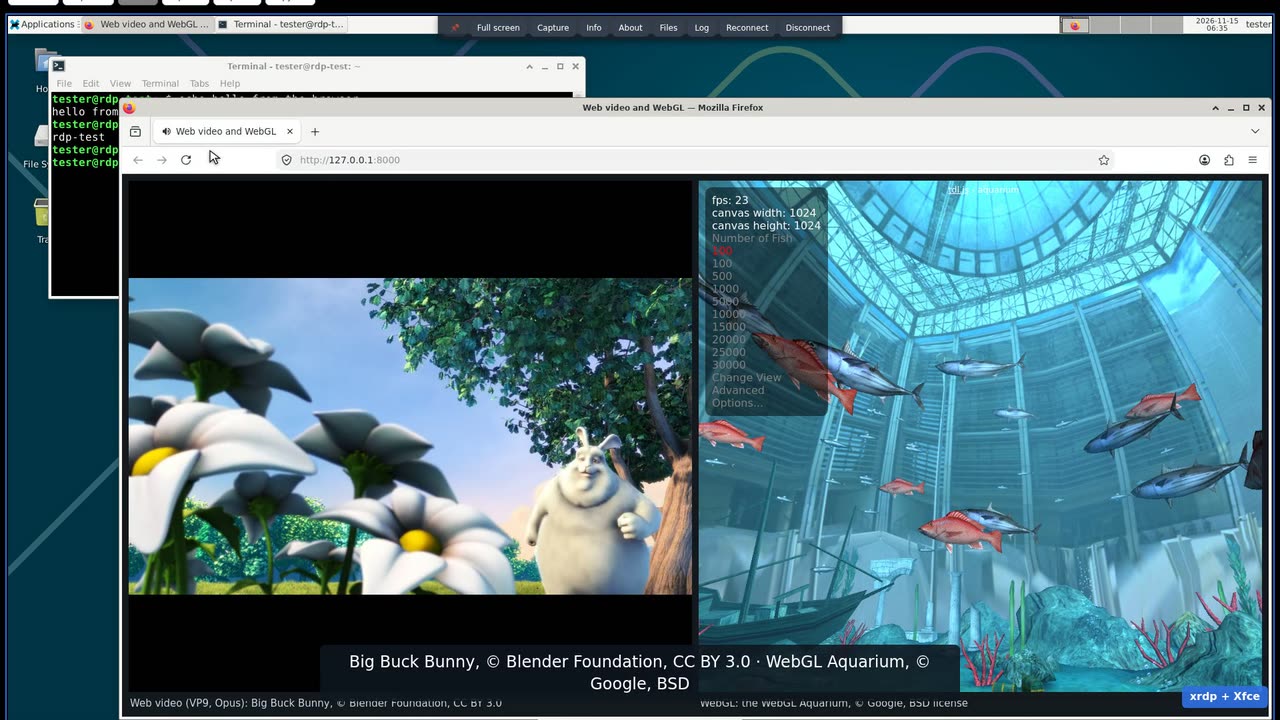 Applications
Web video and WebGL ...
Terminal - tester@rdp-t...
Full screen
Capture
Info
About
Files
Log
Reconnect
Disconnect
2026-11-15
06:35
tester
Terminal - tester@rdp-test: ~
File Edit View Terminal Tabs Help
hello from
tester@rdp
rdp-test
tester@rdp
tester@rdp
Web video and WebGL — Mozilla Firefox
Web video and WebGL
http://127.0.0.1:8000
fps: 23
canvas width: 1024
canvas height: 1024
Number of Fish
100
500
1000
5000
10000
15000
20000
25000
30000
Change View
Advanced
Options...
Big Buck Bunny, © Blender Foundation, CC BY 3.0 · WebGL Aquarium, ©
Google, BSD
Web video (VP9, Opus): Big Buck Bunny, © Blender Foundation, CC BY 3.0
WebGL: the WebGL Aquarium, © Google, BSD license
xrdp + Xfce